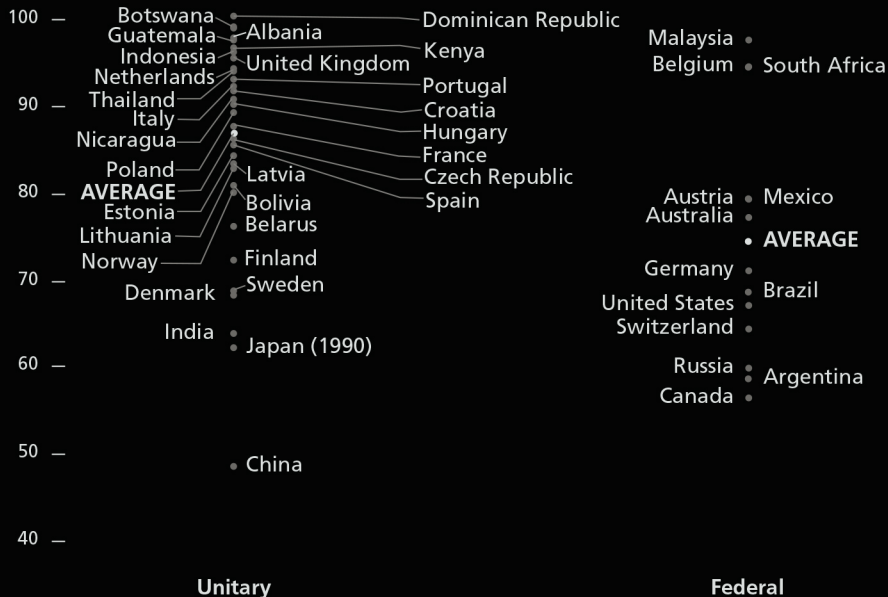 100
90
80
70
60
50
40
Botswana
Guatemala
Indonesia
Netherlands
Thailand
Italy
Nicaragua
Poland
AVERAGE
Estonia
Lithuania
Norway
Denmark
India
Albania
United Kingdom
Latvia
Bolivia
Belarus
Finland
Sweden
Japan (1990)
China
Dominican Republic
Kenya
Portugal
Croatia
Hungary
France
Czech Republic
Spain
Unitary
Malaysia
Belgium
South Africa
Austria
Mexico
Australia
AVERAGE
Germany
Brazil
United States
Switzerland
Russia
Argentina
Canada
Federal